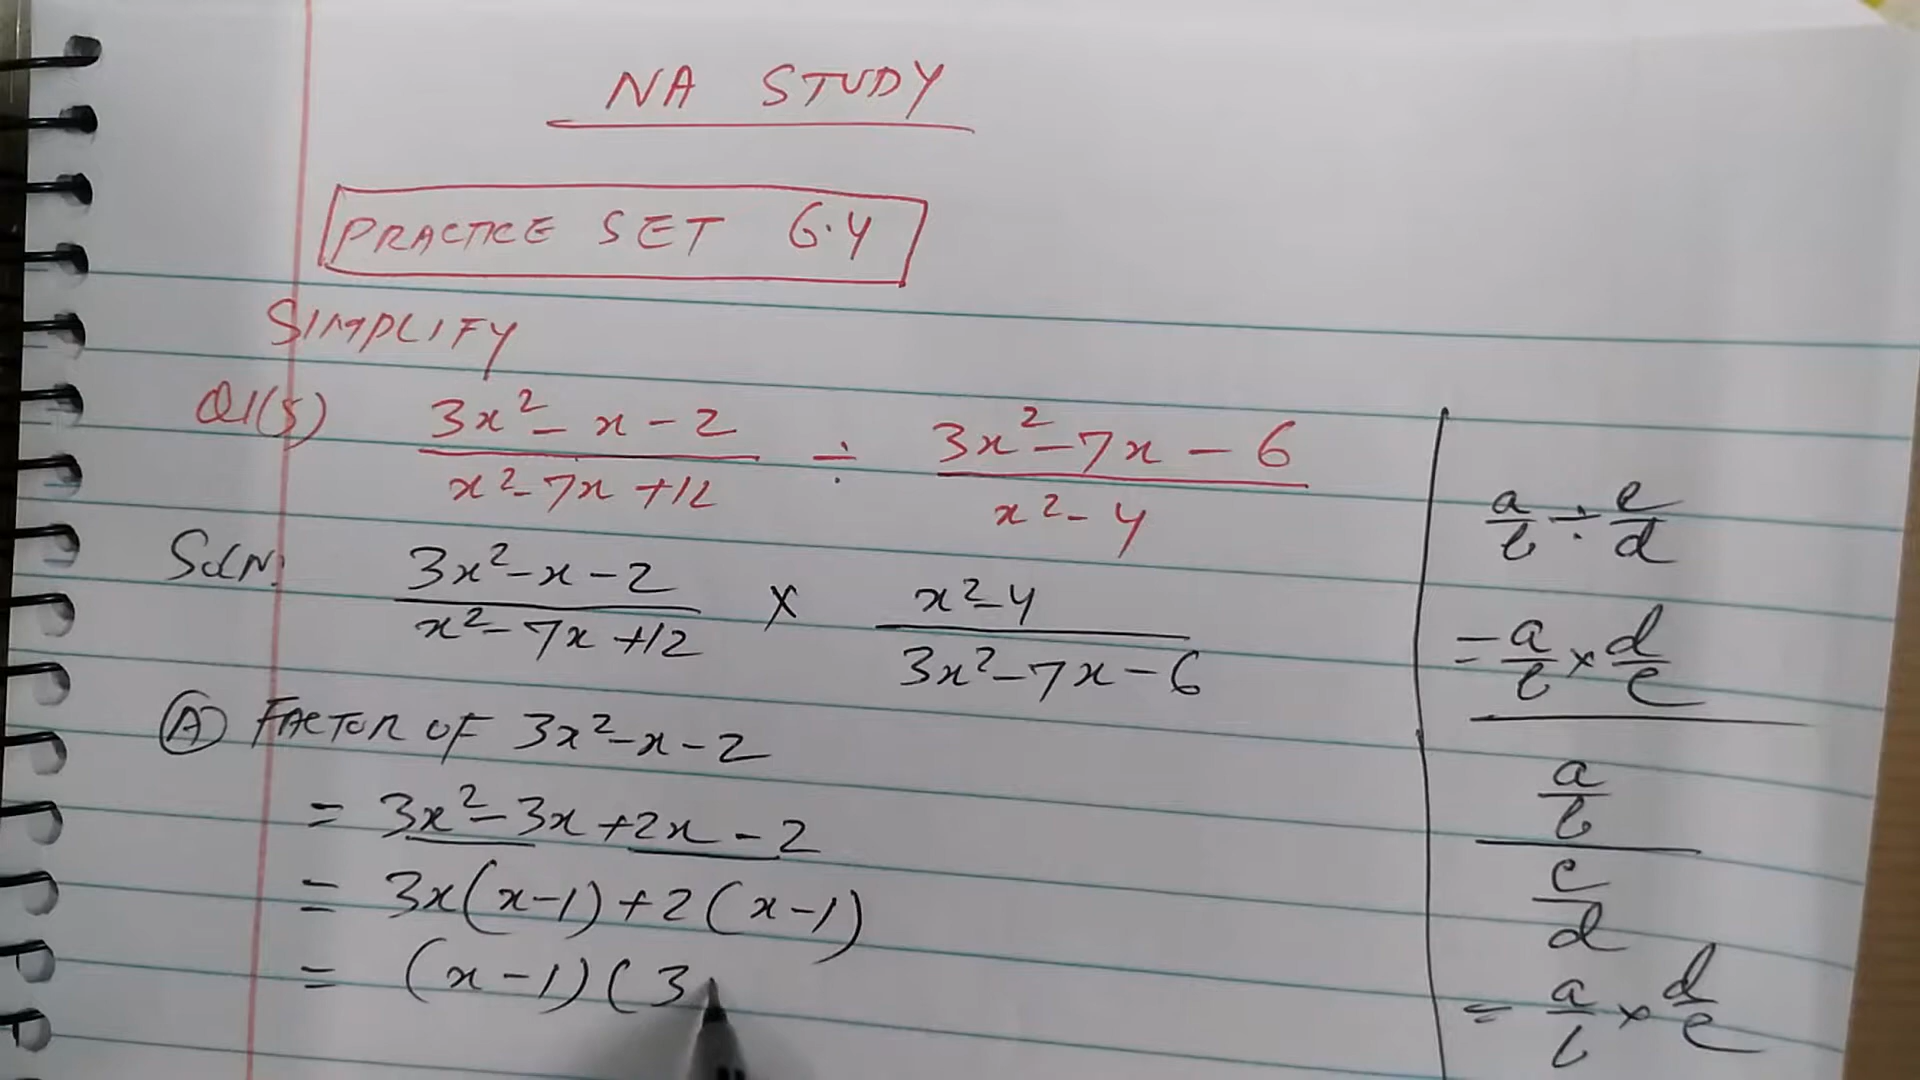 NA STUDY
PRACTICE SET 6.4
SIMPLIFY
Q1(5) 3x²-x-2 / x²-7x+12 ÷ 3x²-7x-6 / x²-4
Soln: 3x²-x-2 / x²-7x+12 × x²-4 / 3x²-7x-6
(A) FACTOR OF 3x²-x-2
= 3x²-3x+2x-2
= 3x(x-1)+2(x-1)
= (x-1)(3
a/b ÷ c/d
= a/b × d/c
a/b
c/d
= a/b × d/c